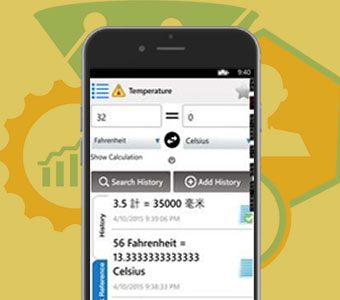 9:40
Temperature
32 = 0
Fahrenheit Celsius
Show Calculation
Search History Add History
3.5 計 = 35000 毫米
4/10/2015 9:39:06 PM
56 Fahrenheit =
13.3333333333333
Celsius
4/10/2015 9:38:33 PM
History
Reference